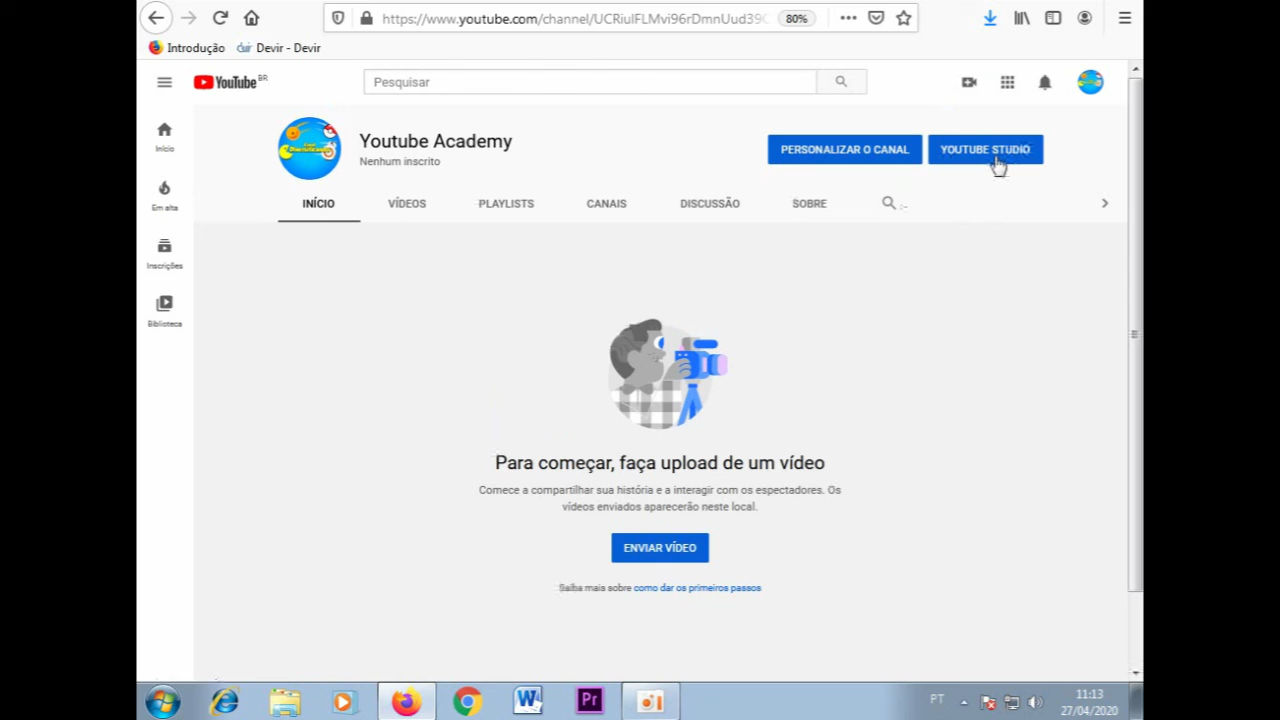 https://www.youtube.com/channel/UCRiuIFLMvi96rDmnUud39
80%
Introdução
Devir - Devir
YouTube BR
Pesquisar
Início
Em alta
Inscrições
Biblioteca
Youtube Academy
Nenhum inscrito
PERSONALIZAR O CANAL
YOUTUBE STUDIO
INÍCIO
VÍDEOS
PLAYLISTS
CANAIS
DISCUSSÃO
SOBRE
Para começar, faça upload de um vídeo
Comece a compartilhar sua história e a interagir com os espectadores. Os
vídeos enviados aparecerão neste local.
ENVIAR VÍDEO
Saiba mais sobre como dar os primeiros passos
PT
11:13
27/04/2020